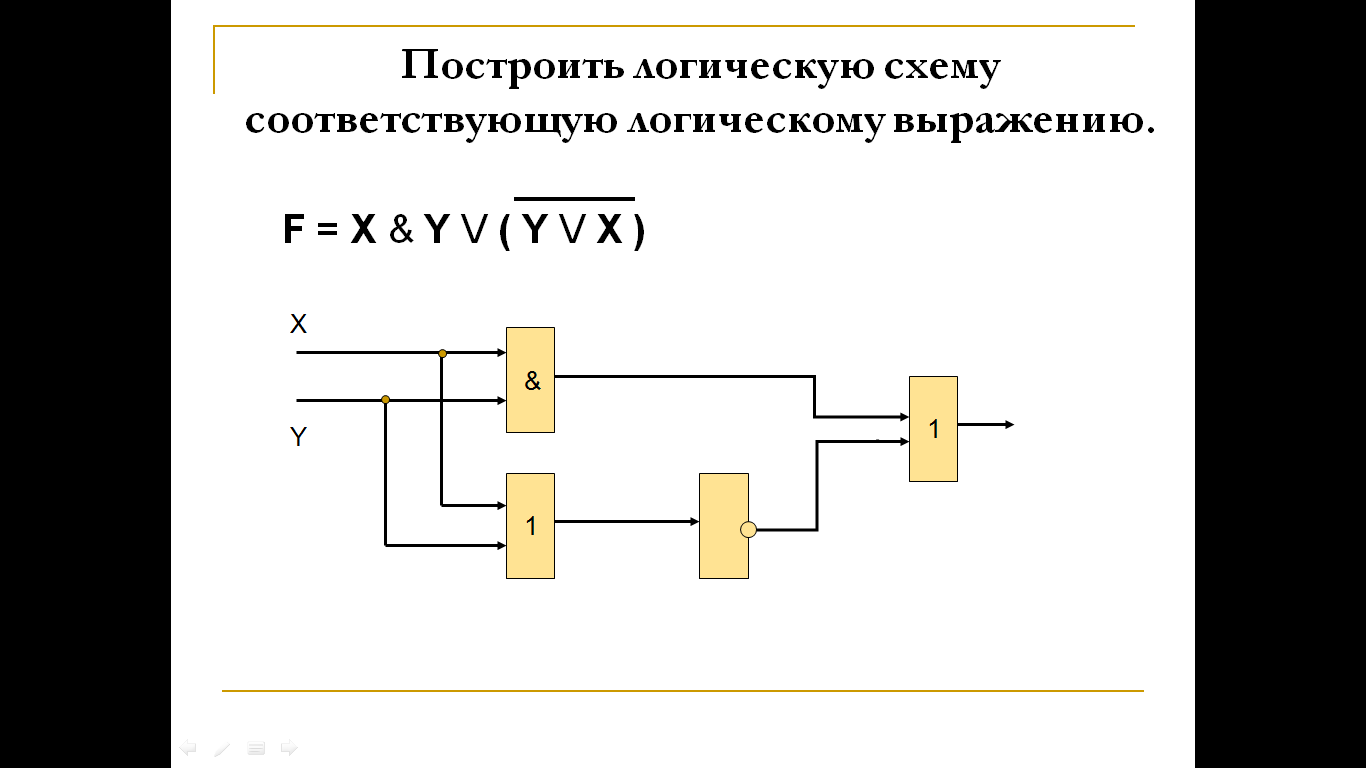 Построить логическую схему
соответствующую логическому выражению.
F = X & Y V ( Y V X )
X
&
1
Y
1